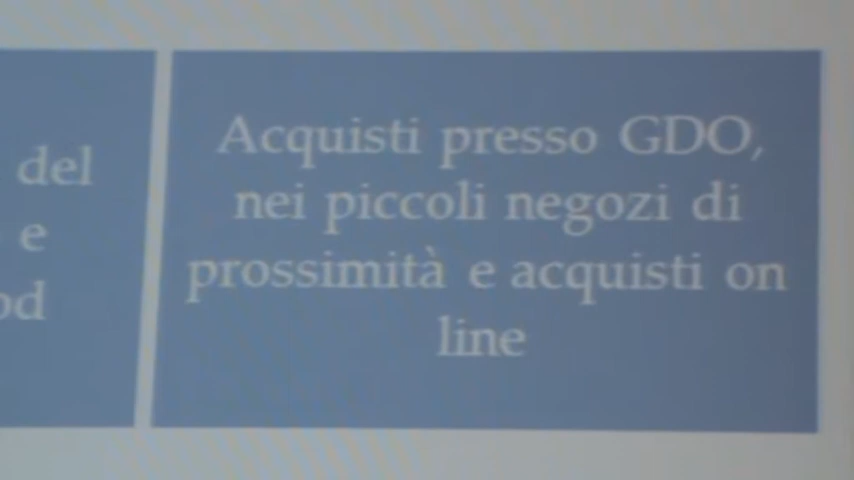 del
e
Acquisti presso GDO,
nei piccoli negozi di
prossimità e acquisti on
line